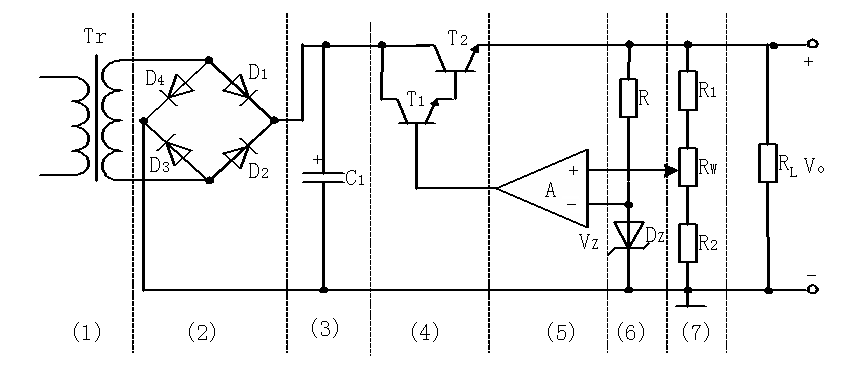 Tr
T2
D4
D1
T1
R
R1
+
+
A
+
−
RW
RL
Vo
D3
D2
C1
Vz
Dz
R2
−
(1)
(2)
(3)
(4)
(5)
(6)
(7)